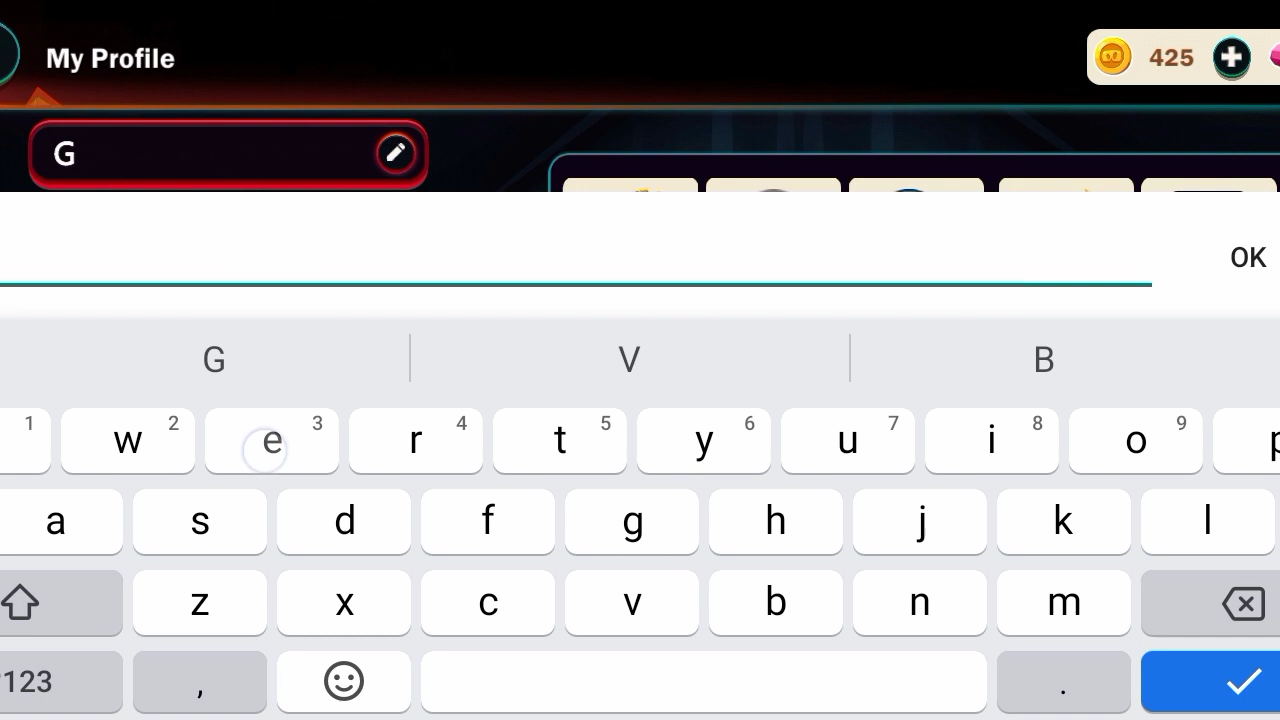 My Profile
425
G
OK
G V B
1 w 2 e 3 r 4 t 5 y 6 u 7 i 8 o 9 p
a s d f g h j k l
z x c v b n m
?123 , .